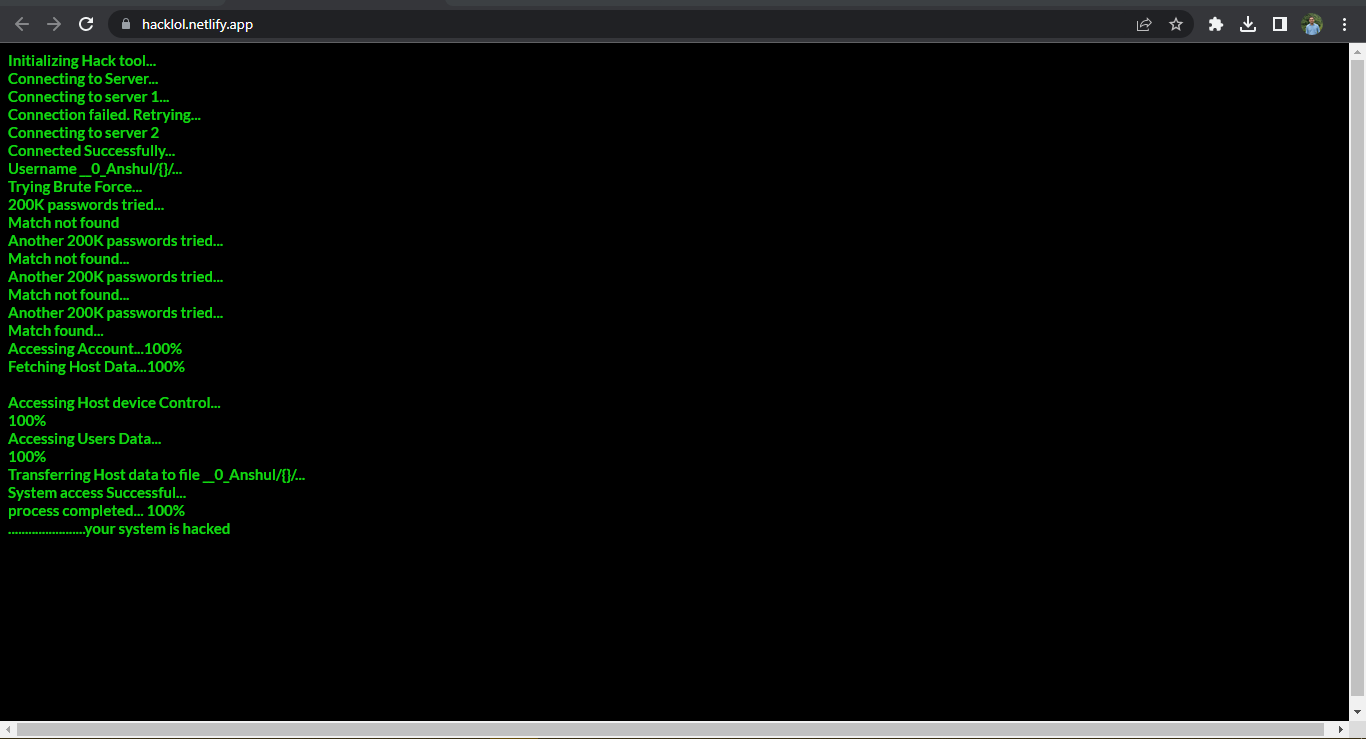 hacklol.netlify.app
Initializing Hack tool...
Connecting to Server...
Connecting to server 1...
Connection failed. Retrying...
Connecting to server 2
Connected Successfully...
Username __0_Anshul/{}/...
Trying Brute Force...
200K passwords tried...
Match not found
Another 200K passwords tried...
Match not found...
Another 200K passwords tried...
Match not found...
Another 200K passwords tried...
Match found...
Accessing Account...100%
Fetching Host Data...100%
Accessing Host device Control...
100%
Accessing Users Data...
100%
Transferring Host data to file __0_Anshul/{}/...
System access Successful...
process completed... 100%
.......................your system is hacked